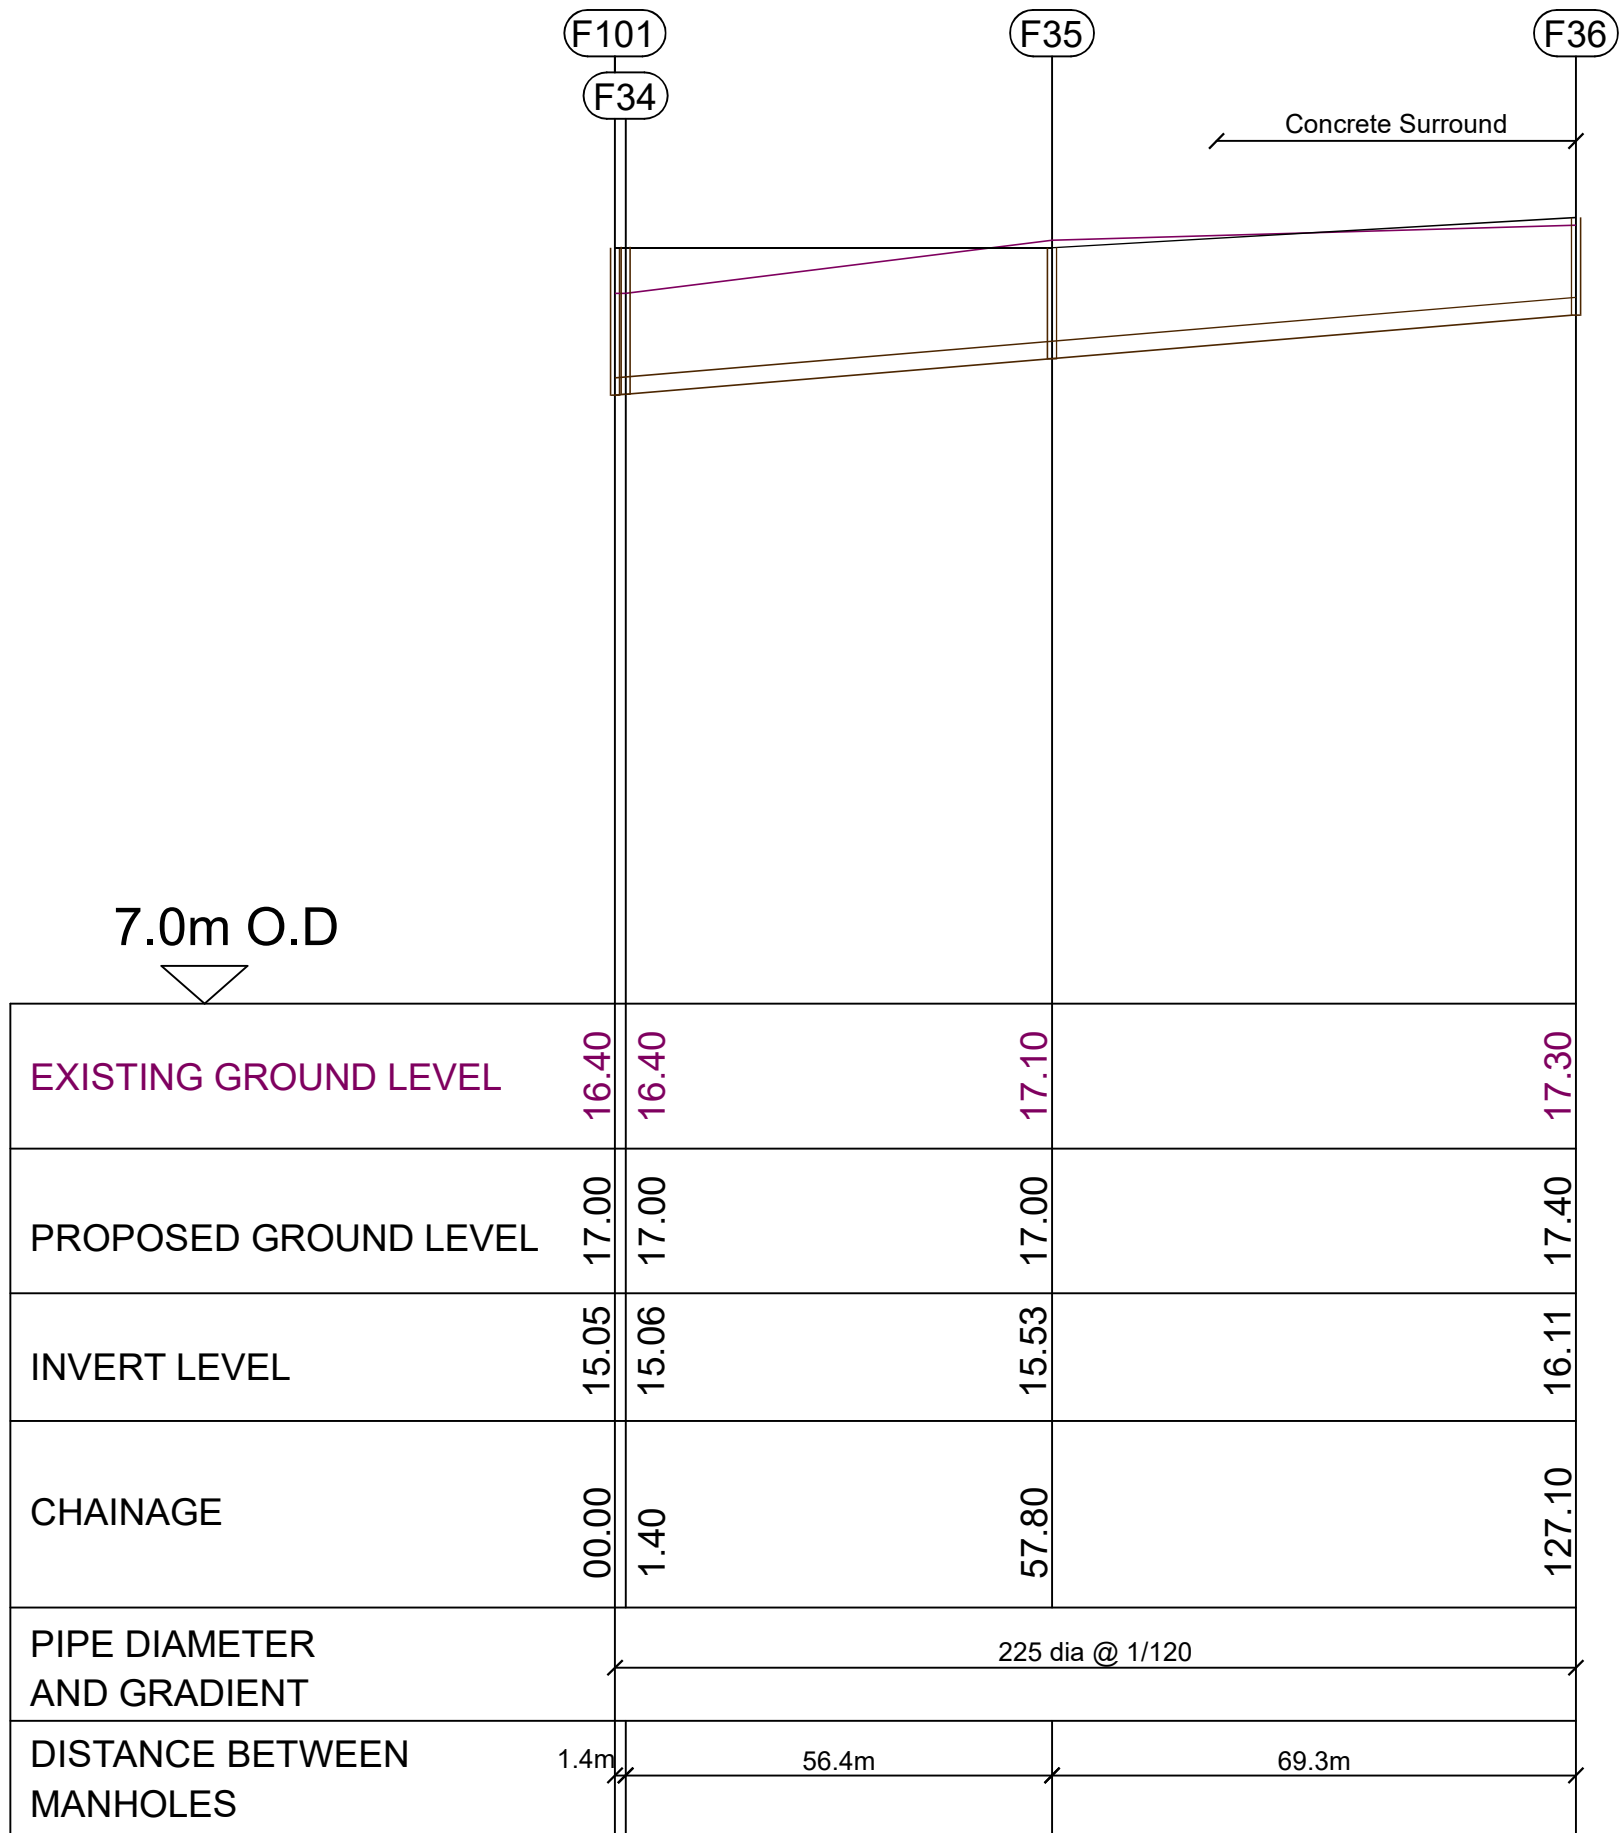 F101
F35
F36
F34
Concrete Surround
7.0m O.D
EXISTING GROUND LEVEL
16.40
16.40
17.10
17.30
PROPOSED GROUND LEVEL
17.00
17.00
17.00
17.40
INVERT LEVEL
15.05
15.06
15.53
16.11
CHAINAGE
00.00
1.40
57.80
127.10
PIPE DIAMETER
AND GRADIENT
225 dia @ 1/120
DISTANCE BETWEEN
MANHOLES
1.4m
56.4m
69.3m